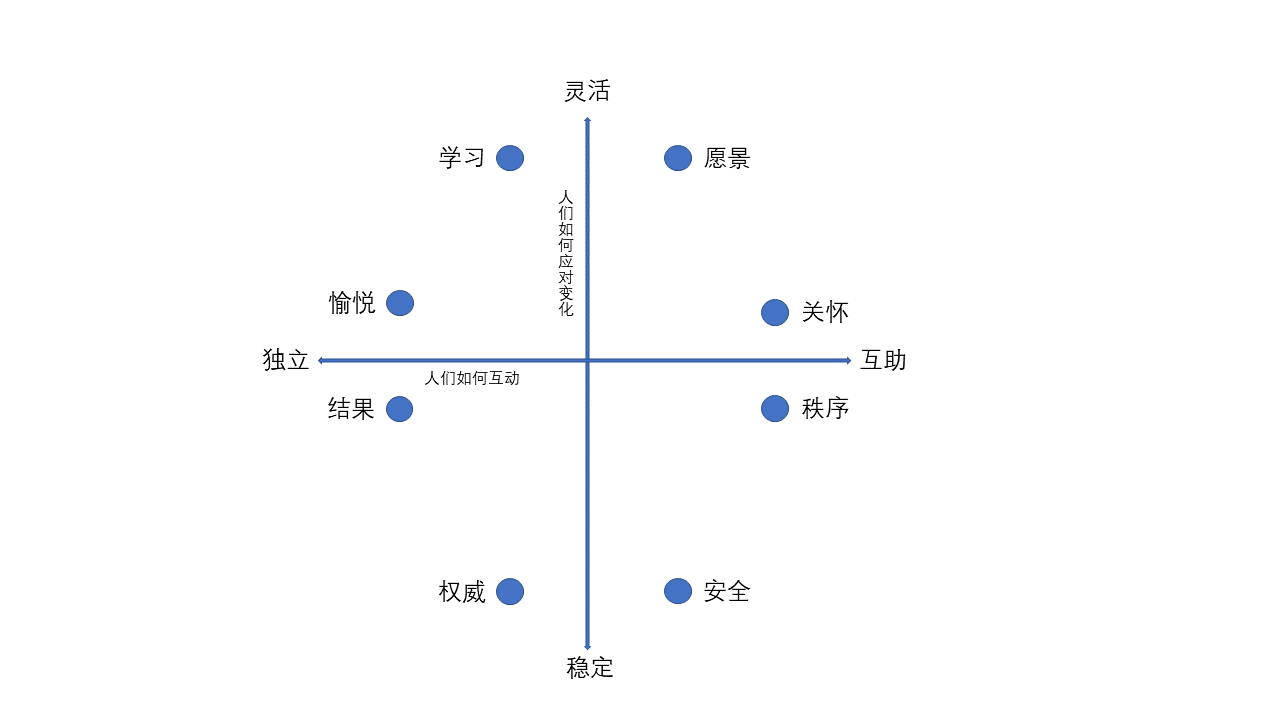 灵活
学习
愿景
人们如何应对变化
愉悦
关怀
独立
互助
人们如何互动
结果
秩序
权威
安全
稳定